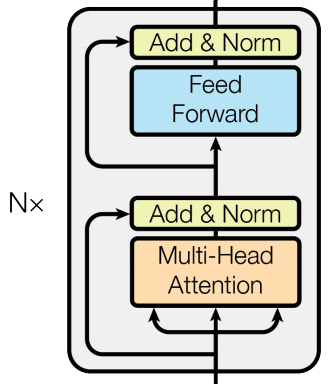 Add & Norm
Feed
Forward
N×
Add & Norm
Multi-Head
Attention